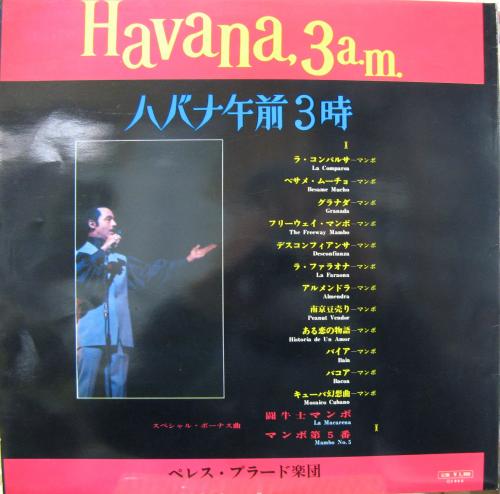 Havana, 3 a.m.
ハバナ午前3時
I
ラ・コンパルサ—マンボ
La Comparsa
ベサメ・ムーチョ—マンボ
Besame Mucho
グラナダ—マンボ
Granada
フリーウェイ・マンボ—マンボ
The Freeway Mambo
デスコンフィアンサ—マンボ
Desconfianza
ラ・ファラオナ—マンボ
La Faraona
アルメンドラ—マンボ
Almendra
南京豆売り—マンボ
Peanut Vendor
ある恋の物語—マンボ
Historia de Un Amor
バイア—マンボ
Baia
バコア—マンボ
Bacoa
キューバ幻想曲—マンボ
Mosaico Cubano
闘牛士マンボ
La Macarena
スペシャル・ボーナス曲
マンボ第5番
Mambo No.5
I
ペレス・プラード楽団